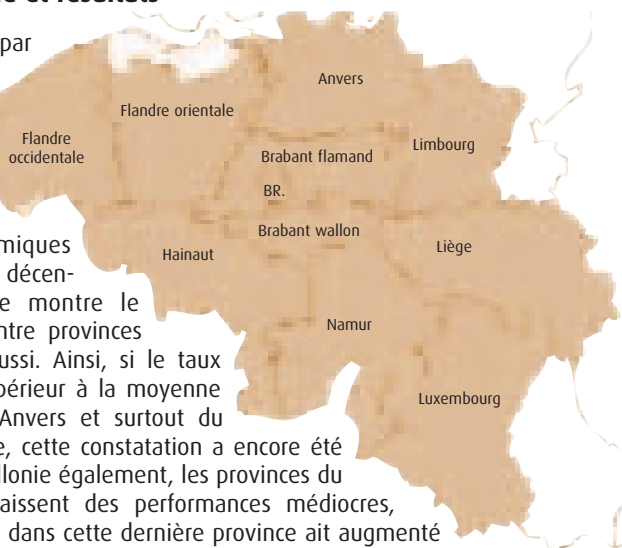 e et résultats
par
Anvers
Flandre orientale
Flandre
occidentale
Limbourg
Brabant flamand
BR.
Brabant wallon
Hainaut
Liège
miques
décen-
e montre le
ntre provinces
Namur
ussi. Ainsi, si le taux
périeur à la moyenne
Anvers et surtout du
Luxembourg
e, cette constatation a encore été
llonie également, les provinces du
aissent des performances médiocres,
dans cette dernière province ait augmenté